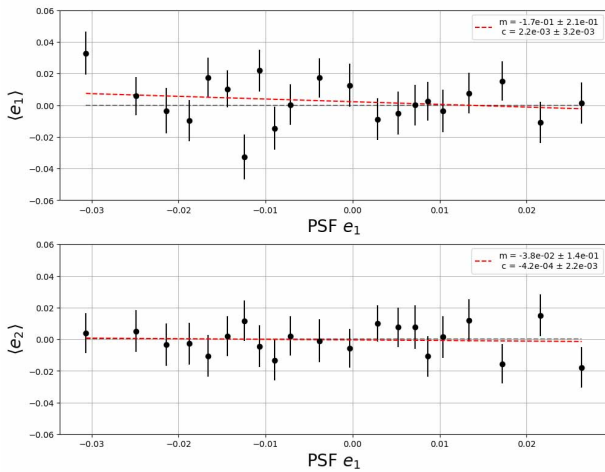 0.06
0.04
0.02
0.00
−0.02
−0.04
−0.06
⟨e₁⟩
m = -1.7e-01 ± 2.1e-01
c = 2.2e-03 ± 3.2e-03
−0.03 −0.02 −0.01 0.00 0.01 0.02
PSF e₁
0.06
0.04
0.02
0.00
−0.02
−0.04
−0.06
⟨e₂⟩
m = -3.8e-02 ± 1.4e-01
c = -4.2e-04 ± 2.2e-03
−0.03 −0.02 −0.01 0.00 0.01 0.02
PSF e₁